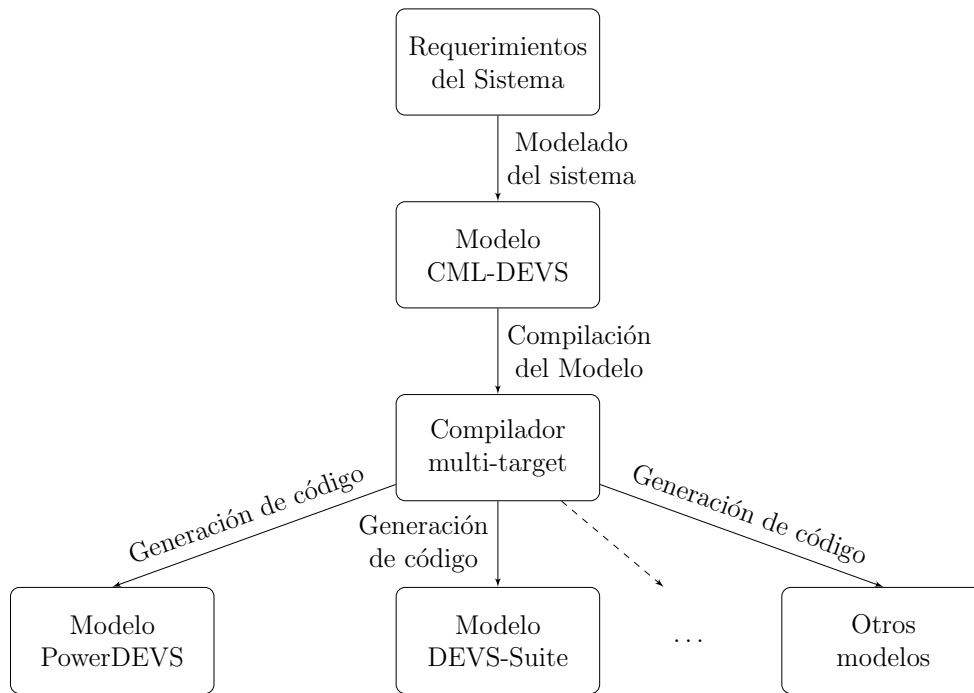 Requerimientos
del Sistema
Modelado
del sistema
Modelo
CML-DEVS
Compilación
del Modelo
Compilador
multi-target
Generación de código
Generación
de código
Generación de código
Modelo
PowerDEVS
Modelo
DEVS-Suite
...
Otros
modelos